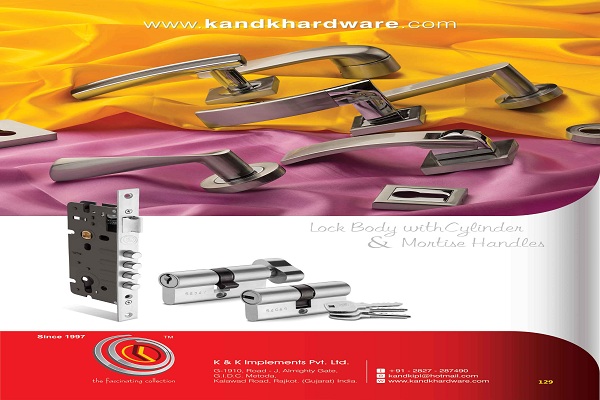 www.kandkhardware.com
Lock Body with Cylinder
& Mortise Handles
Since 1997
TM
the fascinating collection
K & K Implements Pvt. Ltd.
G-1910, Road - J, Almighty Gate,
G.I.D.C. Metoda,
Kalawad Road, Rajkot. (Gujarat) India.
+91 - 2827 - 287490
kandkipl@hotmail.com
www.kandkhardware.com
129